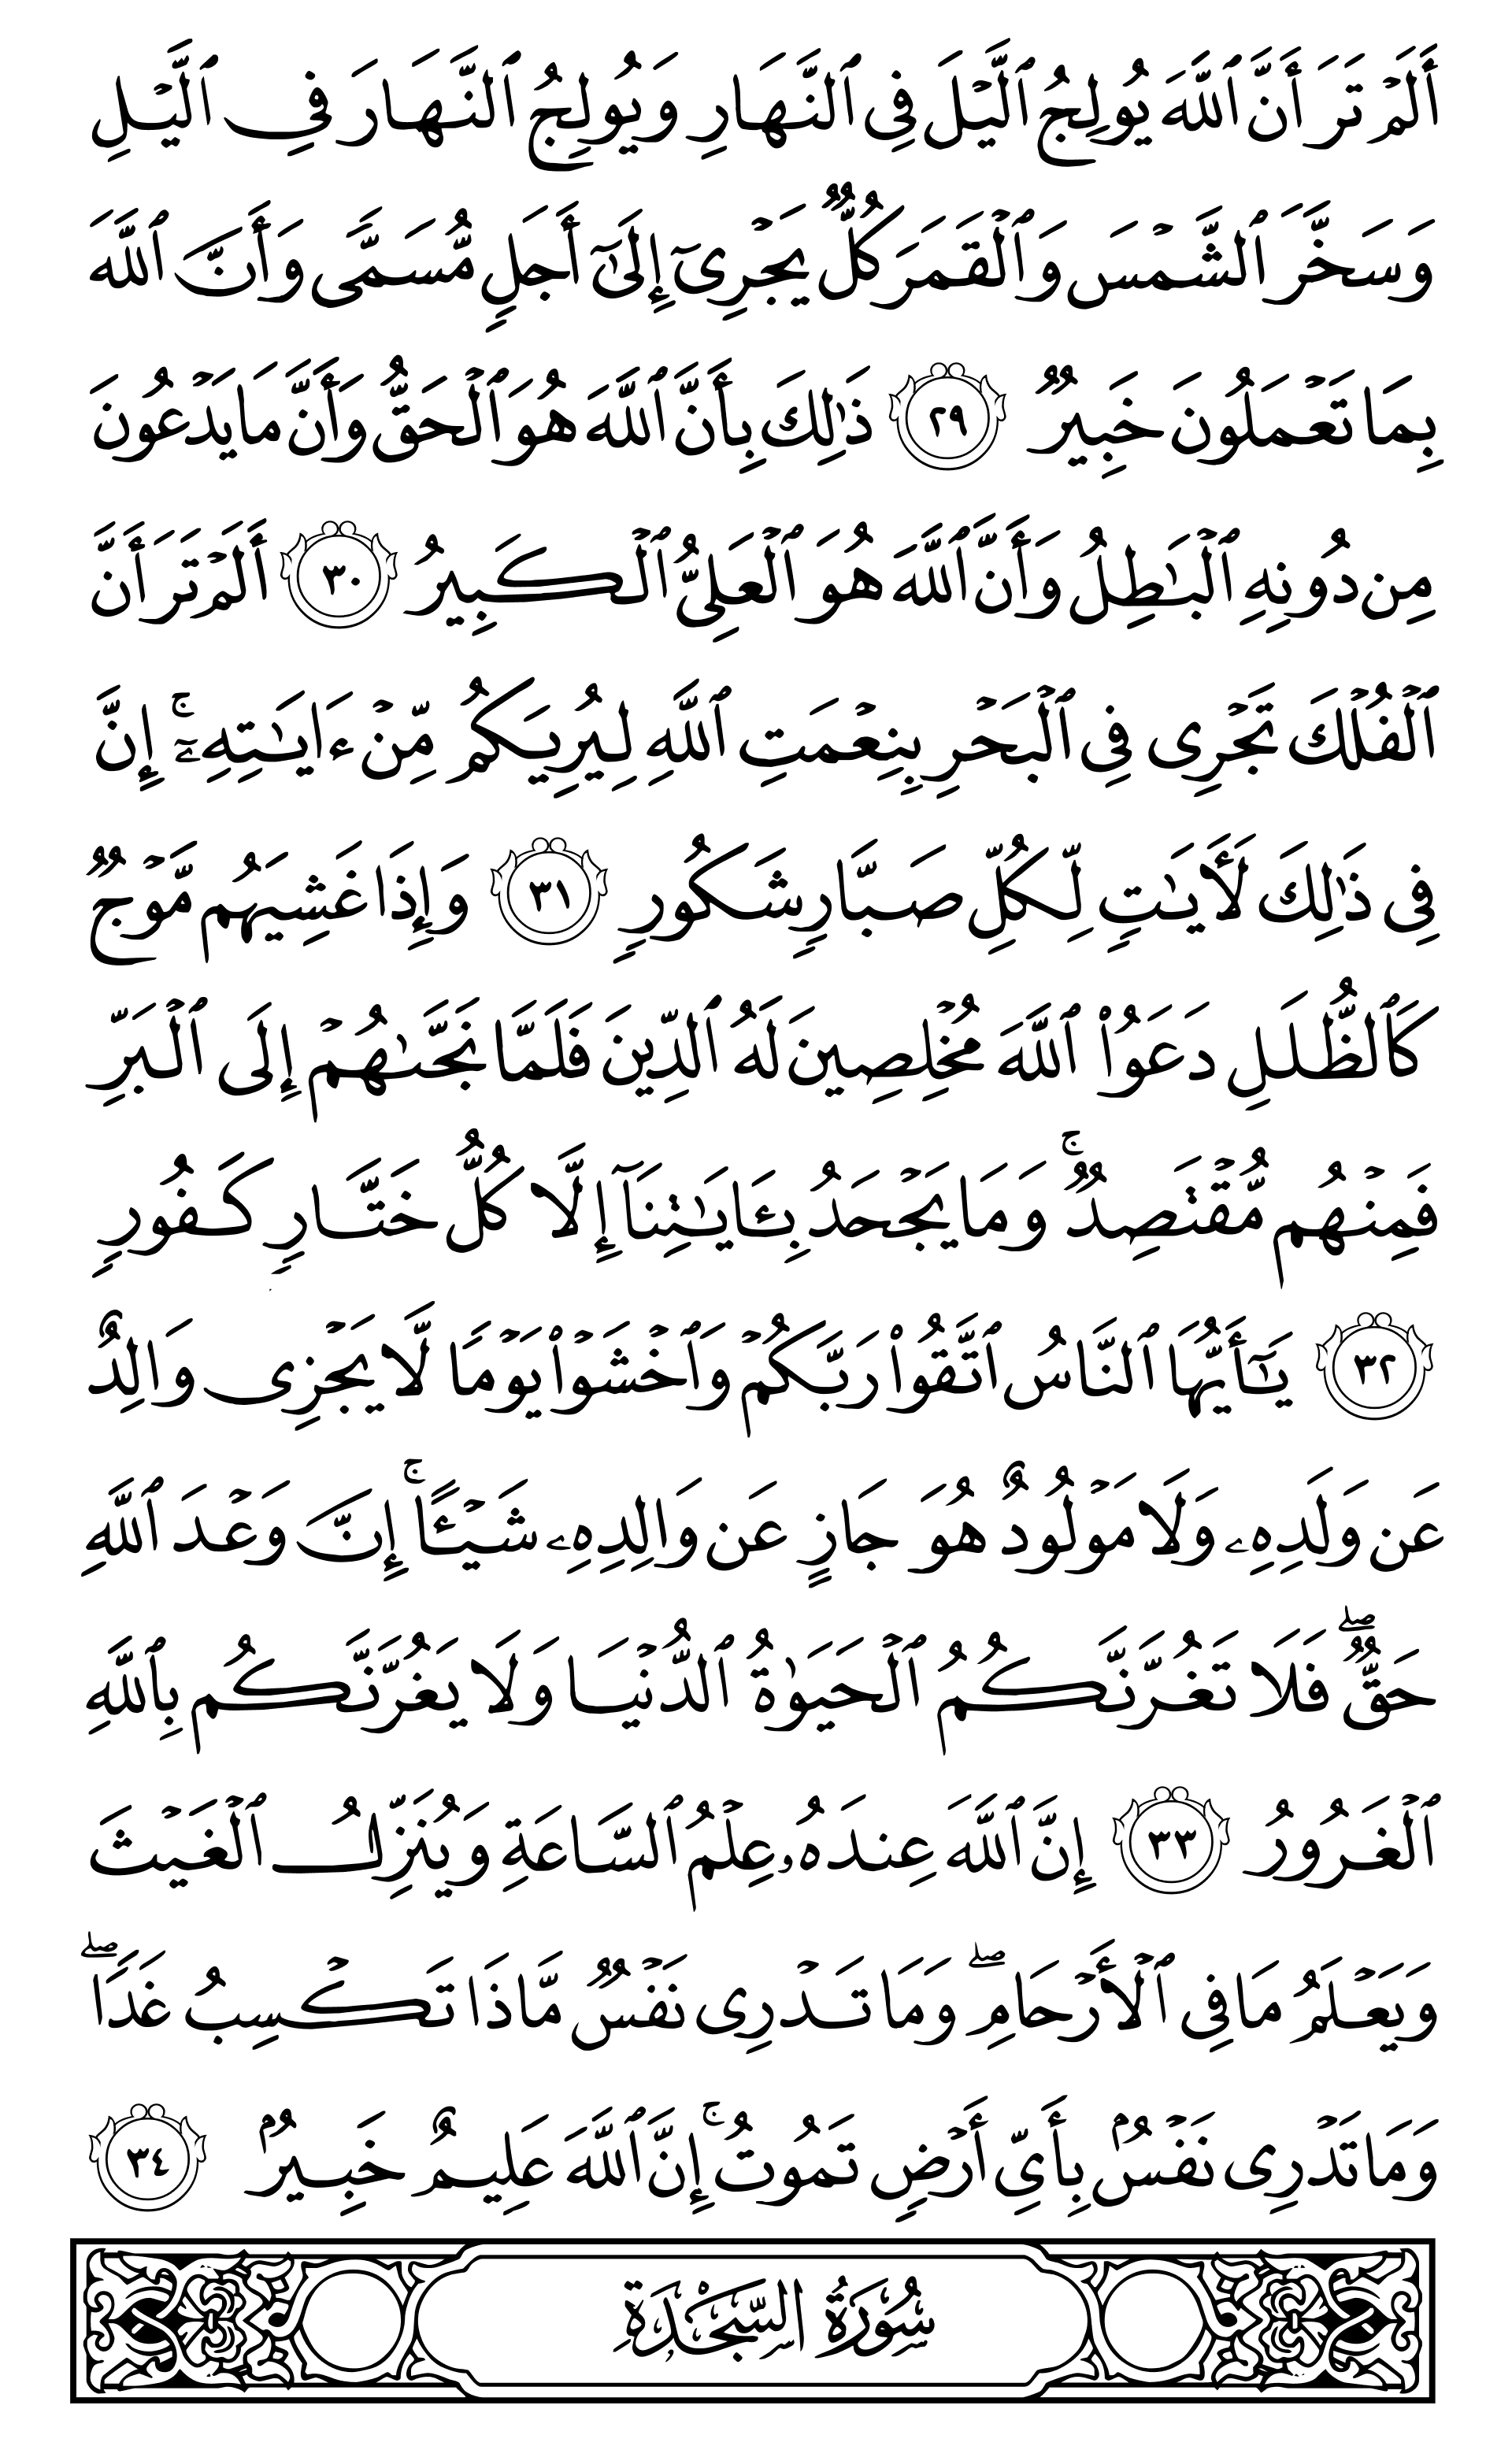 أَلَمْ تَرَ أَنَّ ٱللَّهَ يُولِجُ ٱلَّيْلَ فِى ٱلنَّهَارِ وَيُولِجُ ٱلنَّهَارَ فِى ٱلَّيْلِ
وَسَخَّرَ ٱلشَّمْسَ وَٱلْقَمَرَ كُلٌّ يَجْرِىٓ إِلَىٰٓ أَجَلٍ مُّسَمًّى وَأَنَّ ٱللَّهَ
بِمَا تَعْمَلُونَ خَبِيرٌ ٢٩ ذَٰلِكَ بِأَنَّ ٱللَّهَ هُوَ ٱلْحَقُّ وَأَنَّ مَا يَدْعُونَ
مِن دُونِهِ ٱلْبَـٰطِلُ وَأَنَّ ٱللَّهَ هُوَ ٱلْعَلِىُّ ٱلْكَبِيرُ ٣٠ أَلَمْ تَرَ أَنَّ
ٱلْفُلْكَ تَجْرِى فِى ٱلْبَحْرِ بِنِعْمَتِ ٱللَّهِ لِيُرِيَكُم مِّنْ ءَايَـٰتِهِۦٓ ۚ إِنَّ
فِى ذَٰلِكَ لَـَٔايَـٰتٍ لِّكُلِّ صَبَّارٍ شَكُورٍ ٣١ وَإِذَا غَشِيَهُم مَّوْجٌ
كَٱلظُّلَلِ دَعَوُا۟ ٱللَّهَ مُخْلِصِينَ لَهُ ٱلدِّينَ فَلَمَّا نَجَّىٰهُمْ إِلَى ٱلْبَرِّ
فَمِنْهُم مُّقْتَصِدٌ ۚ وَمَا يَجْحَدُ بِـَٔايَـٰتِنَآ إِلَّا كُلُّ خَتَّارٍ كَفُورٍ
٣٢ يَـٰٓأَيُّهَا ٱلنَّاسُ ٱتَّقُوا۟ رَبَّكُمْ وَٱخْشَوْا۟ يَوْمًا لَّا يَجْزِى وَالِدٌ
عَن وَلَدِهِۦ وَلَا مَوْلُودٌ هُوَ جَازٍ عَن وَالِدِهِۦ شَيْـًٔا ۚ إِنَّ وَعْدَ ٱللَّهِ
حَقٌّ ۖ فَلَا تَغُرَّنَّكُمُ ٱلْحَيَوٰةُ ٱلدُّنْيَا وَلَا يَغُرَّنَّكُم بِٱللَّهِ
ٱلْغَرُورُ ٣٣ إِنَّ ٱللَّهَ عِندَهُۥ عِلْمُ ٱلسَّاعَةِ وَيُنَزِّلُ ٱلْغَيْثَ
وَيَعْلَمُ مَا فِى ٱلْأَرْحَامِ ۖ وَمَا تَدْرِى نَفْسٌ مَّاذَا تَكْسِبُ غَدًا ۖ
وَمَا تَدْرِى نَفْسٌۢ بِأَىِّ أَرْضٍ تَمُوتُ ۚ إِنَّ ٱللَّهَ عَلِيمٌ خَبِيرٌۢ ٣٤
سُورَةُ السَّجْدَةِ